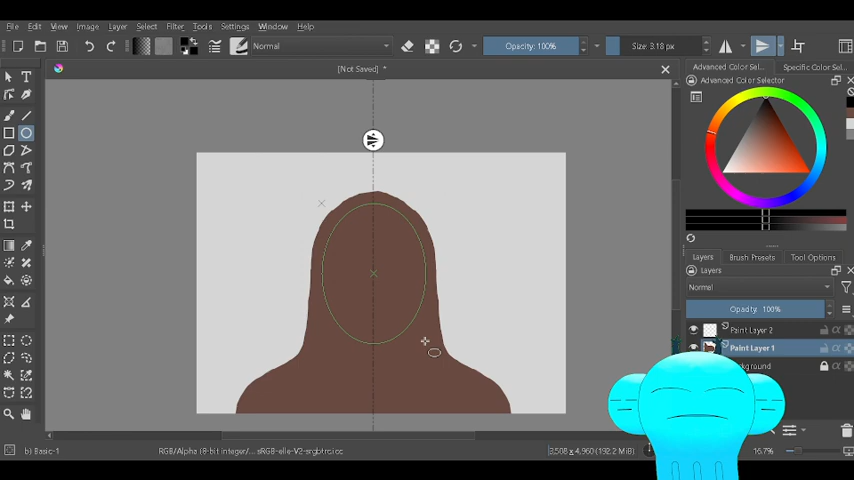 File Edit View Image Layer Select Filter Tools Settings Window Help
Normal Opacity: 100% Size: 3.18 px
[Not Saved] *
Advanced Color Sel... Specific Color Sel...
Advanced Color Selector
Layers Brush Presets Tool Options
Layers
Normal
Opacity: 100%
Paint Layer 2
Paint Layer 1
ckground
b) Basic-1 RGB/Alpha (8-bit integer/... sRGB-elle-V2-srgbtrc.icc 3,508 x 4,960 (192.2 MiB) 16.7%